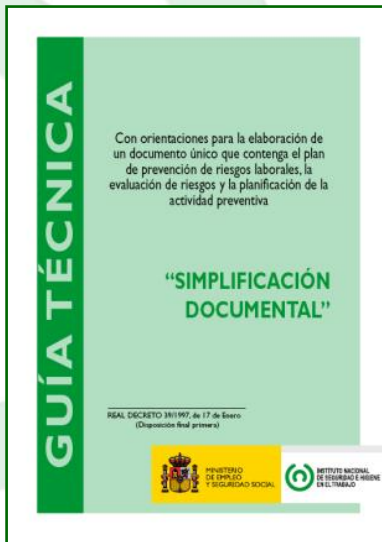 GUÍA TÉCNICA
Con orientaciones para la elaboración de
un documento único que contenga el plan
de prevención de riesgos laborales, la
evaluación de riesgos y la planificación de la
actividad preventiva
“SIMPLIFICACIÓN
DOCUMENTAL”
REAL DECRETO 39/1997, de 17 de Enero
(Disposición final primera)
MINISTERIO
DE EMPLEO
Y SEGURIDAD SOCIAL
INSTITUTO NACIONAL
DE SEGURIDAD E HIGIENE
EN EL TRABAJO